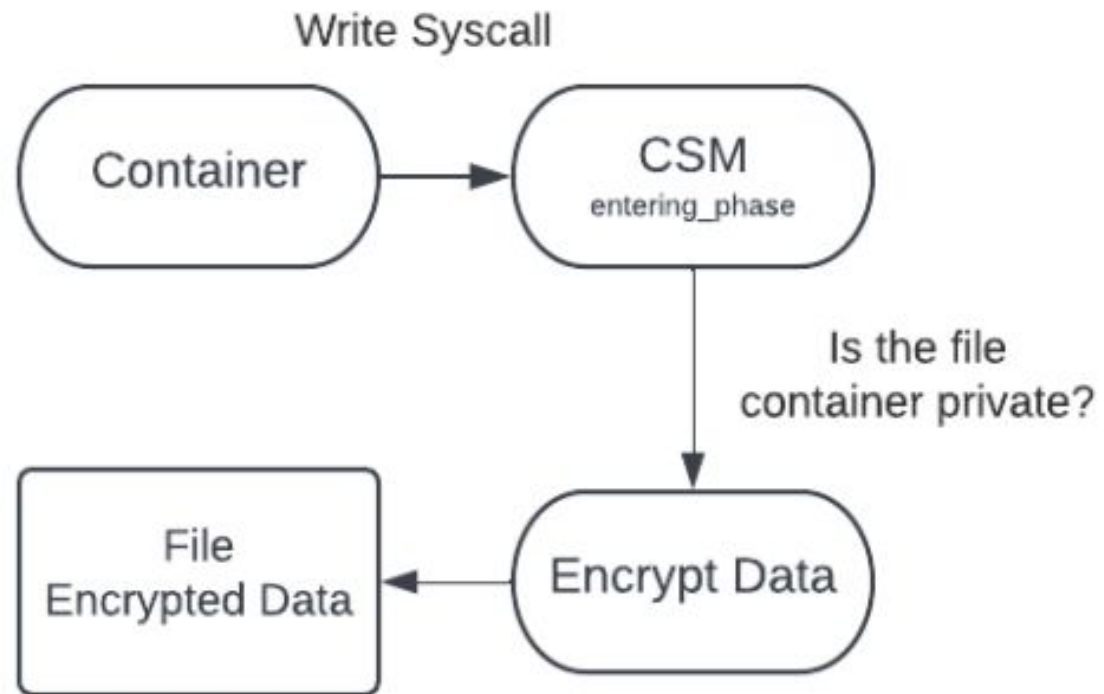 Write Syscall
Container
CSM
entering_phase
Is the file
container private?
File
Encrypted Data
Encrypt Data